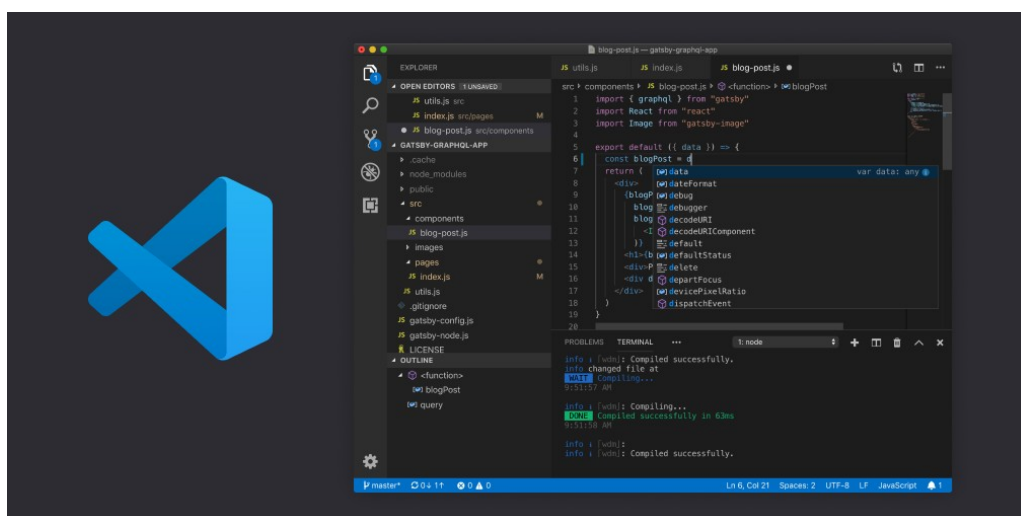 blog-post.js — gatsby-graphql-app
EXPLORER
OPEN EDITORS 1 UNSAVED
JS utils.js src
JS index.js src/pages M
JS blog-post.js src/components
GATSBY-GRAPHQL-APP
.cache
node_modules
public
src
components
JS blog-post.js
images
pages
JS index.js M
JS utils.js
.gitignore
JS gatsby-config.js
JS gatsby-node.js
LICENSE
OUTLINE
<function>
blogPost
query
JS utils.js JS index.js JS blog-post.js
src components JS blog-post.js <function> blogPost
1 import { graphql } from "gatsby"
2 import React from "react"
3 import Image from "gatsby-image"
4
5 export default ({ data }) => {
6 const blogPost = d
7 return (
8 <div>
9 {blogP
10 blog
11 blog
12 <I
13 )}
14 <h1>{b
15 <div>P
16 <div d
17 </div>
18 )
19 }
20
data var data: any
dateFormat
debug
debugger
decodeURI
decodeURIComponent
default
defaultStatus
delete
departFocus
devicePixelRatio
dispatchEvent
PROBLEMS TERMINAL ... 1: node
info i [wdm]: Compiled successfully.
info changed file at
WAIT Compiling...
9:51:57 AM
info i [wdm]: Compiling...
DONE Compiled successfully in 63ms
9:51:58 AM
info i [wdm]:
info i [wdm]: Compiled successfully.
master* 0↓ 1↑ 0 0 Ln 6, Col 21 Spaces: 2 UTF-8 LF JavaScript 1